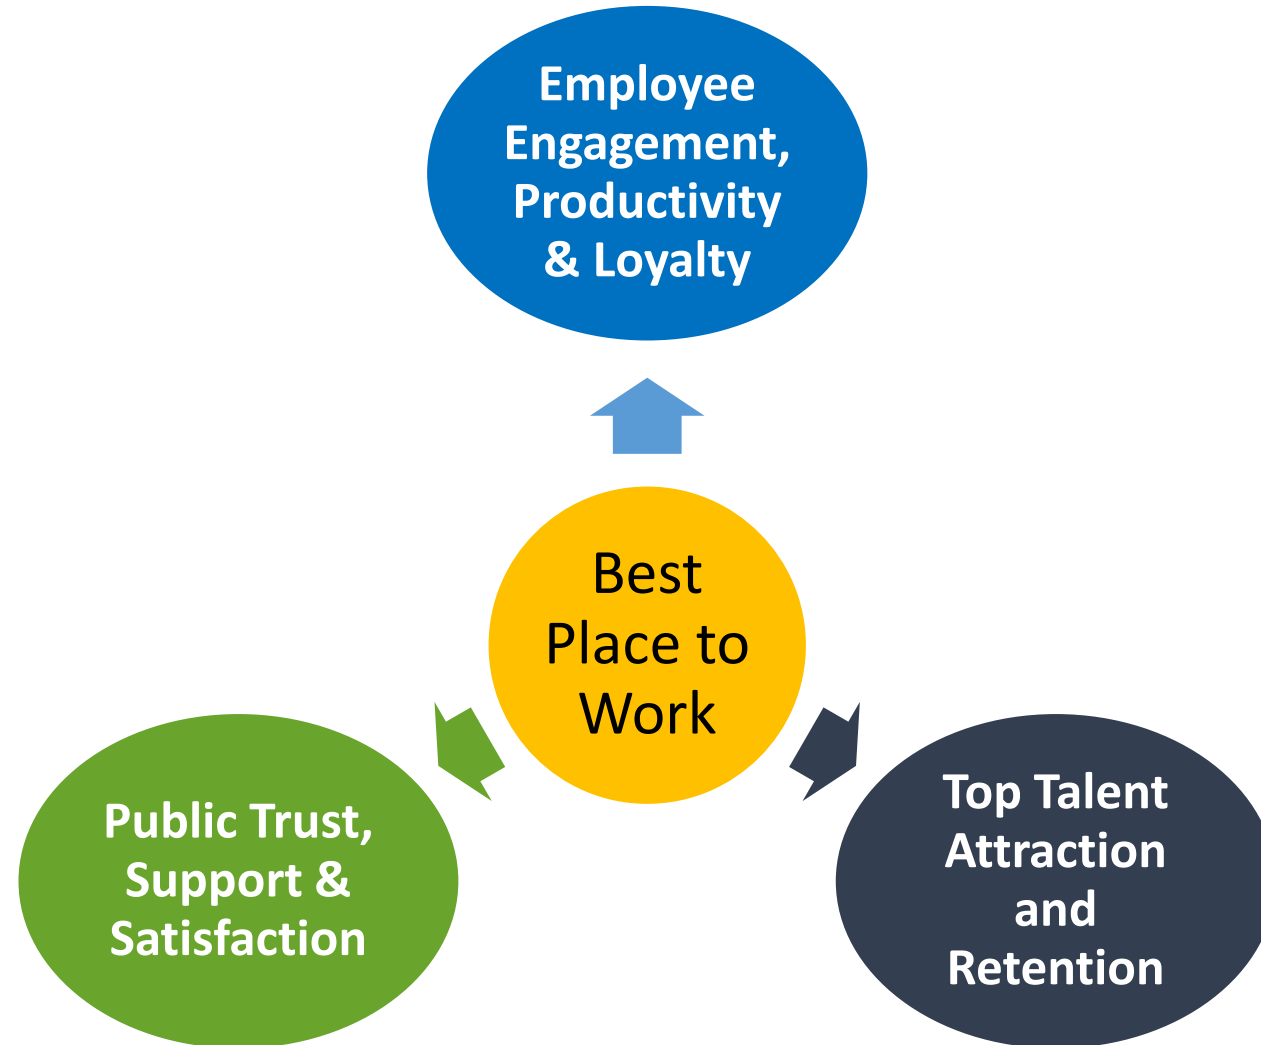 Employee
Engagement,
Productivity
& Loyalty
Best
Place to
Work
Public Trust,
Support &
Satisfaction
Top Talent
Attraction
and
Retention